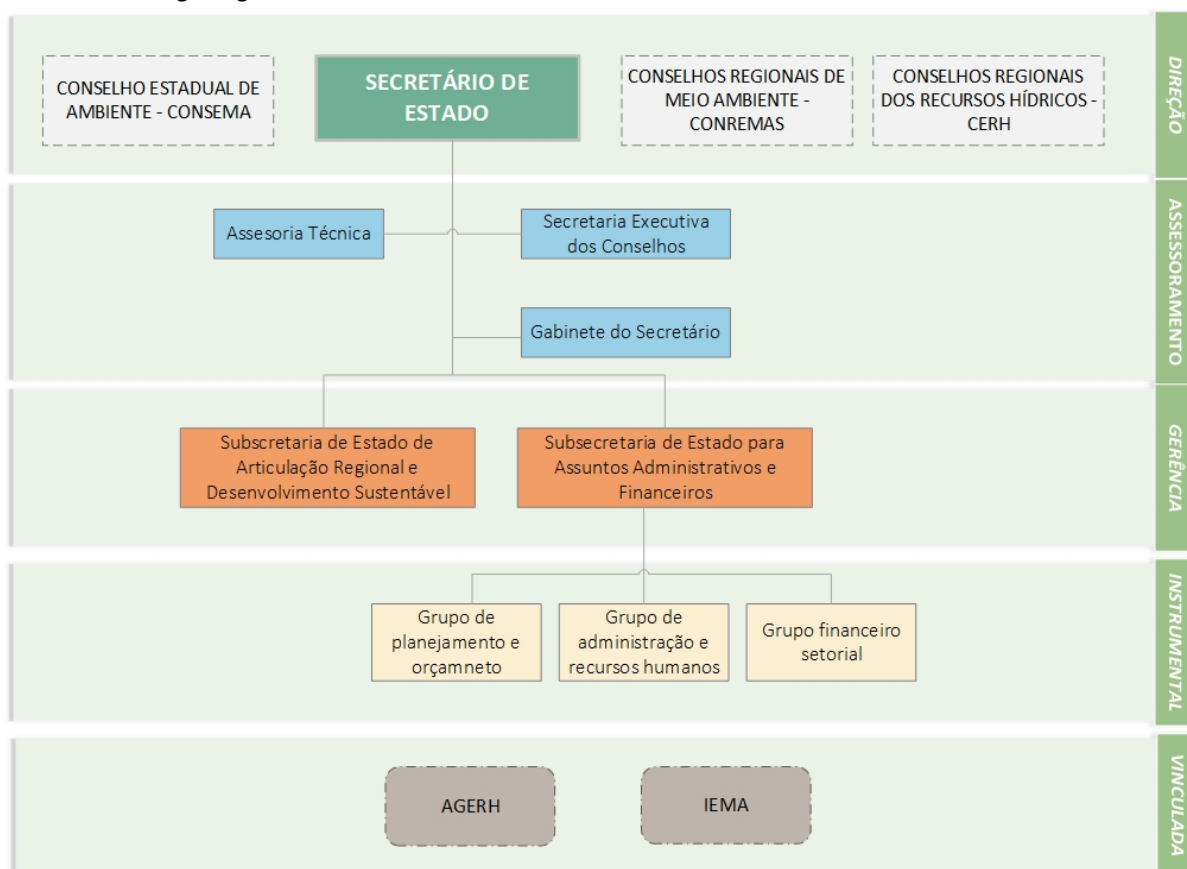 CONSELHO ESTADUAL DE
AMBIENTE - CONSEMA
SECRETÁRIO DE
ESTADO
CONSELHOS REGIONAIS DE
MEIO AMBIENTE -
CONREMAS
CONSELHOS REGIONAIS
DOS RECURSOS HÍDRICOS -
CERH
DIREÇÃO
Assesoria Técnica
Secretaria Executiva
dos Conselhos
Gabinete do Secretário
ASSESSORAMENTO
Subscretaria de Estado de
Articulação Regional e
Desenvolvimento Sustentável
Subsecretaria de Estado para
Assuntos Administrativos e
Financeiros
GERÊNCIA
Grupo de
planejamento e
orçamneto
Grupo de
administração e
recursos humanos
Grupo financeiro
setorial
INSTRUMENTAL
AGERH
IEMA
VINCULADA